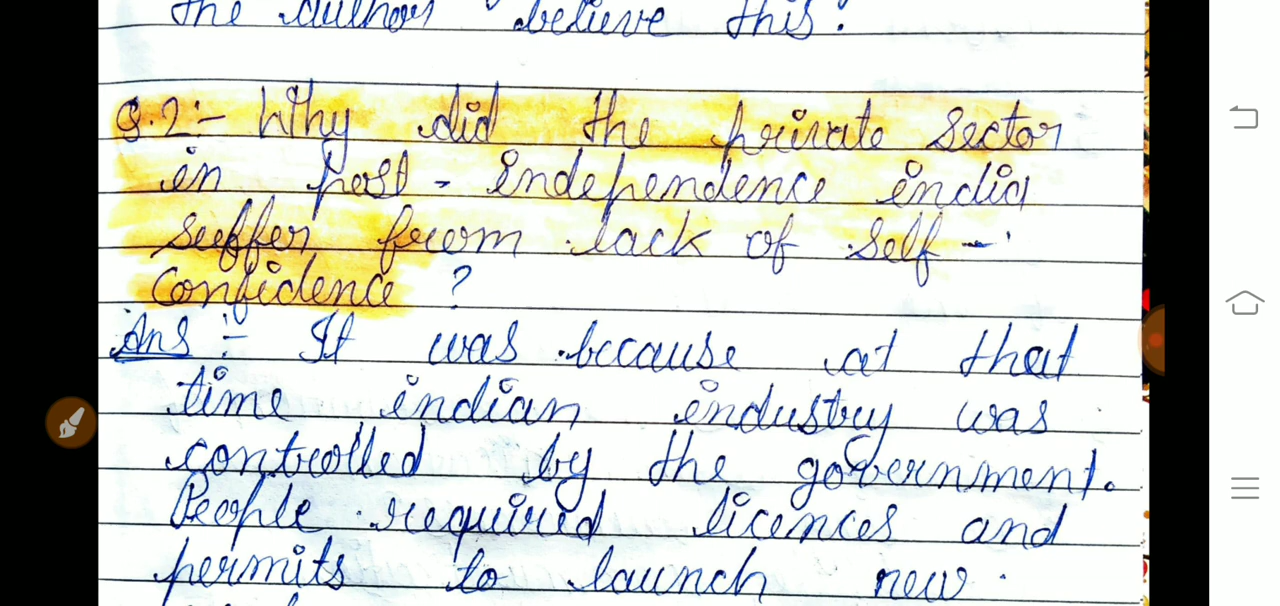 the authors believe this.
Q.2:- Why did the private sector
in post - independence india
suffer from lack of self -
confidence ?
Ans :- It was because at that
time indian industry was
controlled by the government.
People required licences and
permits to launch new